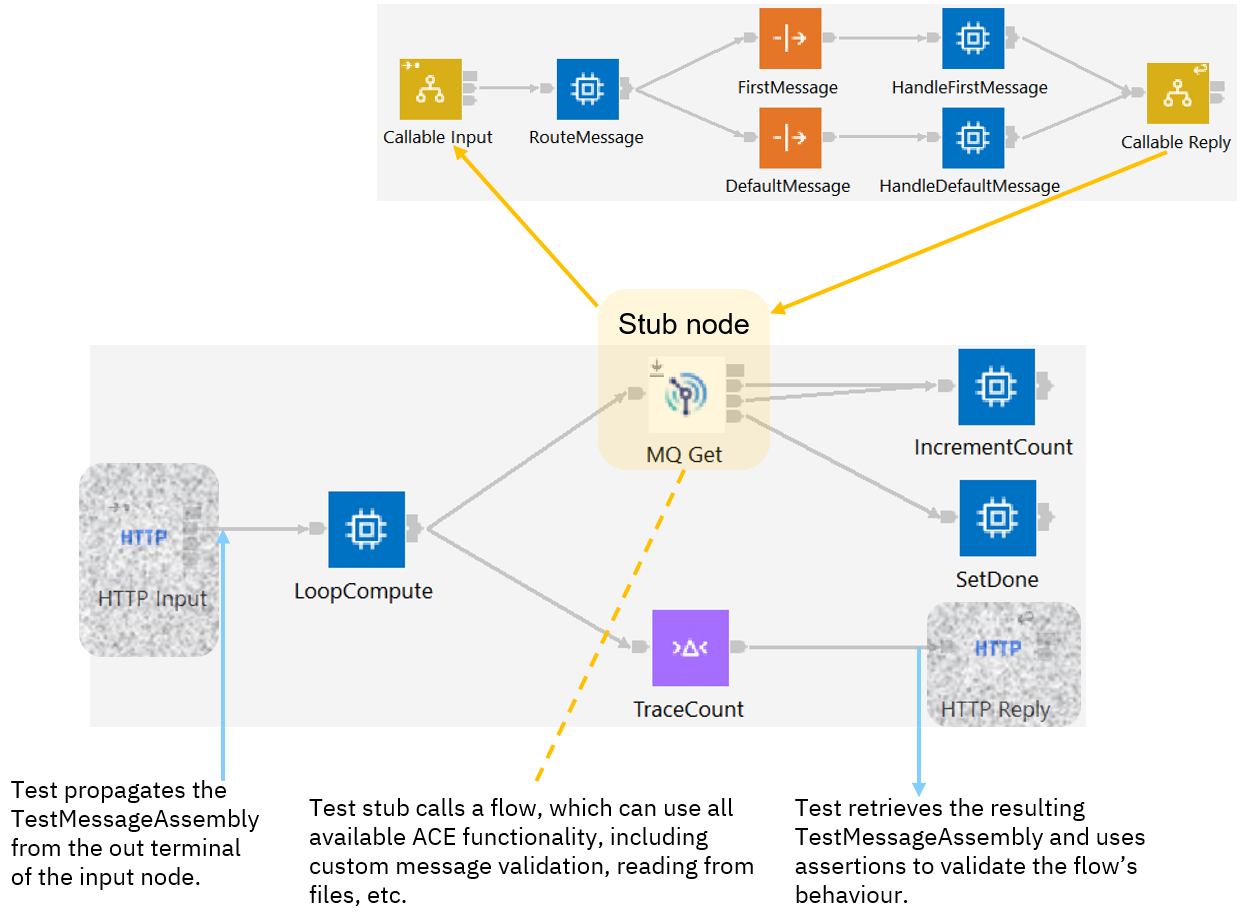 FirstMessage
HandleFirstMessage
Callable Input
RouteMessage
Callable Reply
DefaultMessage
HandleDefaultMessage
Stub node
MQ Get
IncrementCount
HTTP
HTTP Input
LoopCompute
SetDone
HTTP
TraceCount
HTTP Reply
Test propagates the
TestMessageAssembly
from the out terminal
of the input node.
Test stub calls a flow, which can use all
available ACE functionality, including
custom message validation, reading from
files, etc.
Test retrieves the resulting
TestMessageAssembly and uses
assertions to validate the flow’s
behaviour.